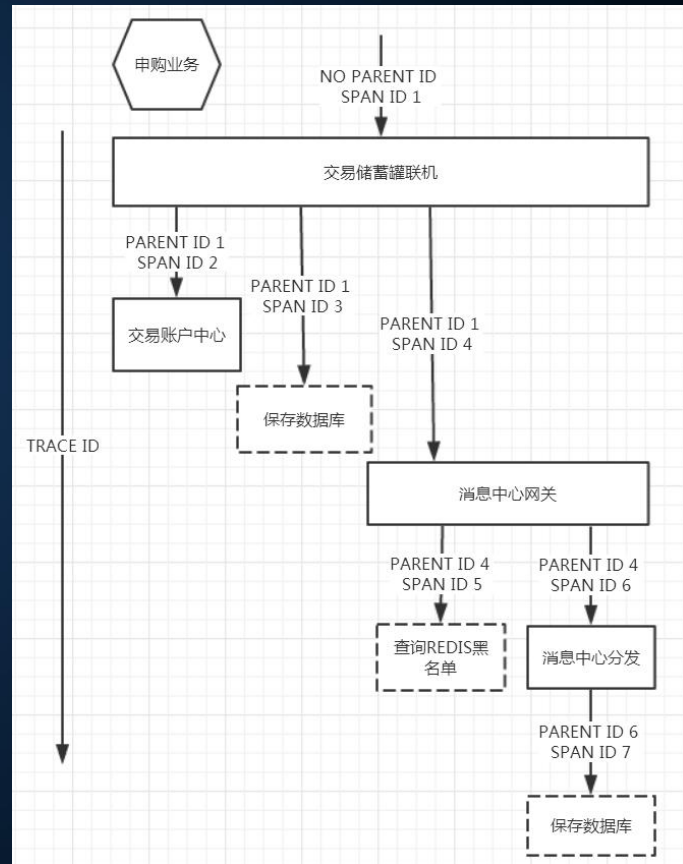 申购业务
NO PARENT ID
SPAN ID 1
交易储蓄罐联机
PARENT ID 1
SPAN ID 2
PARENT ID 1
SPAN ID 3
PARENT ID 1
SPAN ID 4
交易账户中心
保存数据库
TRACE ID
消息中心网关
PARENT ID 4
SPAN ID 5
PARENT ID 4
SPAN ID 6
查询REDIS黑
名单
消息中心分发
PARENT ID 6
SPAN ID 7
保存数据库